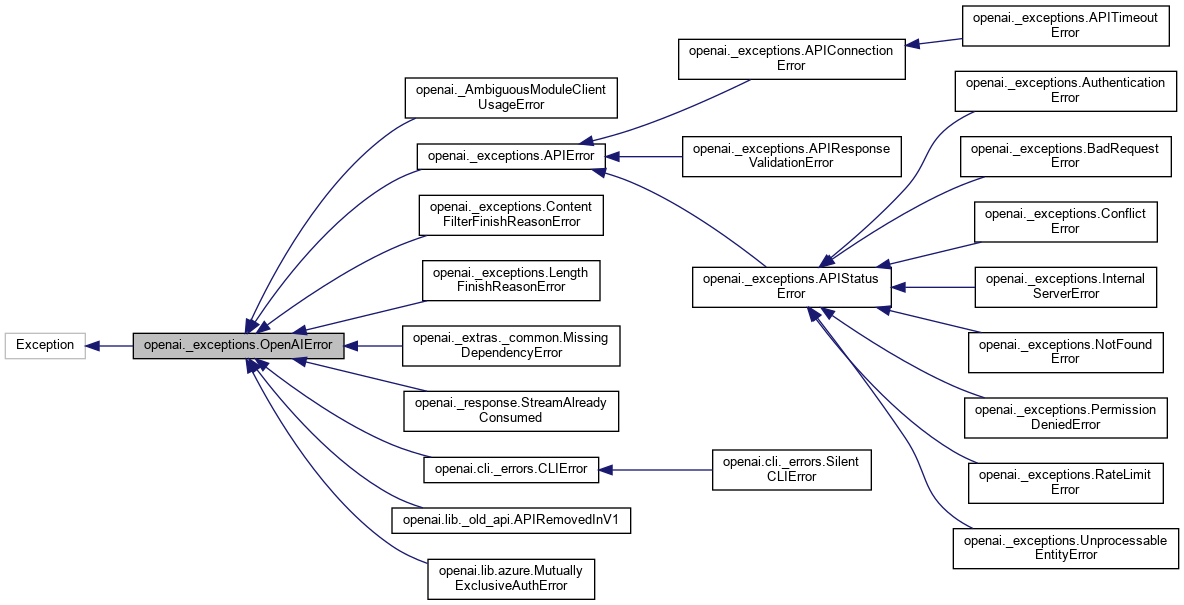 Exception
openai._exceptions.OpenAIError
openai._AmbiguousModuleClient
UsageError
openai._exceptions.APIError
openai._exceptions.Content
FilterFinishReasonError
openai._exceptions.Length
FinishReasonError
openai._extras._common.Missing
DependencyError
openai._response.StreamAlready
Consumed
openai.cli._errors.CLIError
openai.lib._old_api.APIRemovedInV1
openai.lib.azure.Mutually
ExclusiveAuthError
openai._exceptions.APIConnection
Error
openai._exceptions.APIResponse
ValidationError
openai._exceptions.APIStatus
Error
openai.cli._errors.Silent
CLIError
openai._exceptions.APITimeout
Error
openai._exceptions.Authentication
Error
openai._exceptions.BadRequest
Error
openai._exceptions.Conflict
Error
openai._exceptions.Internal
ServerError
openai._exceptions.NotFound
Error
openai._exceptions.Permission
DeniedError
openai._exceptions.RateLimit
Error
openai._exceptions.Unprocessable
EntityError